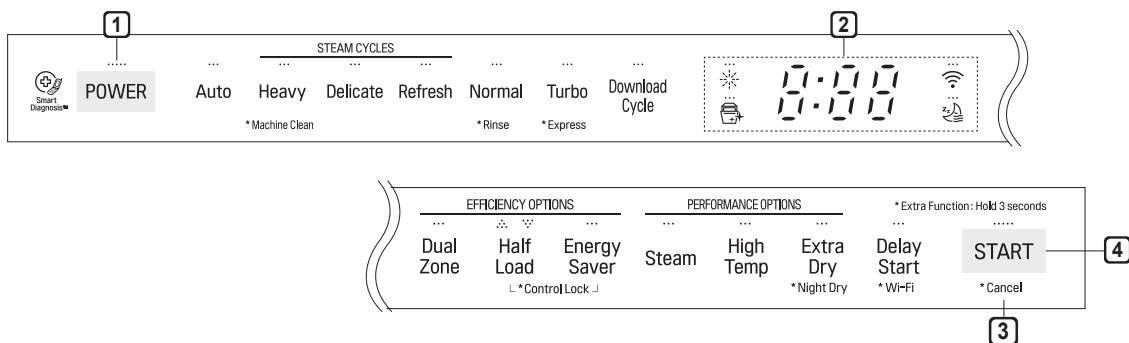 1
2
STEAM CYCLES
Smart
Diagnosis™
POWER
Auto
Heavy
Delicate
Refresh
Normal
Turbo
Download
Cycle
8:88
* Machine Clean
* Rinse
* Express
EFFICIENCY OPTIONS
PERFORMANCE OPTIONS
* Extra Function : Hold 3 seconds
Dual
Zone
Half
Load
Energy
Saver
Steam
High
Temp
Extra
Dry
Delay
Start
START
4
* Control Lock
* Night Dry
* Wi-Fi
* Cancel
3